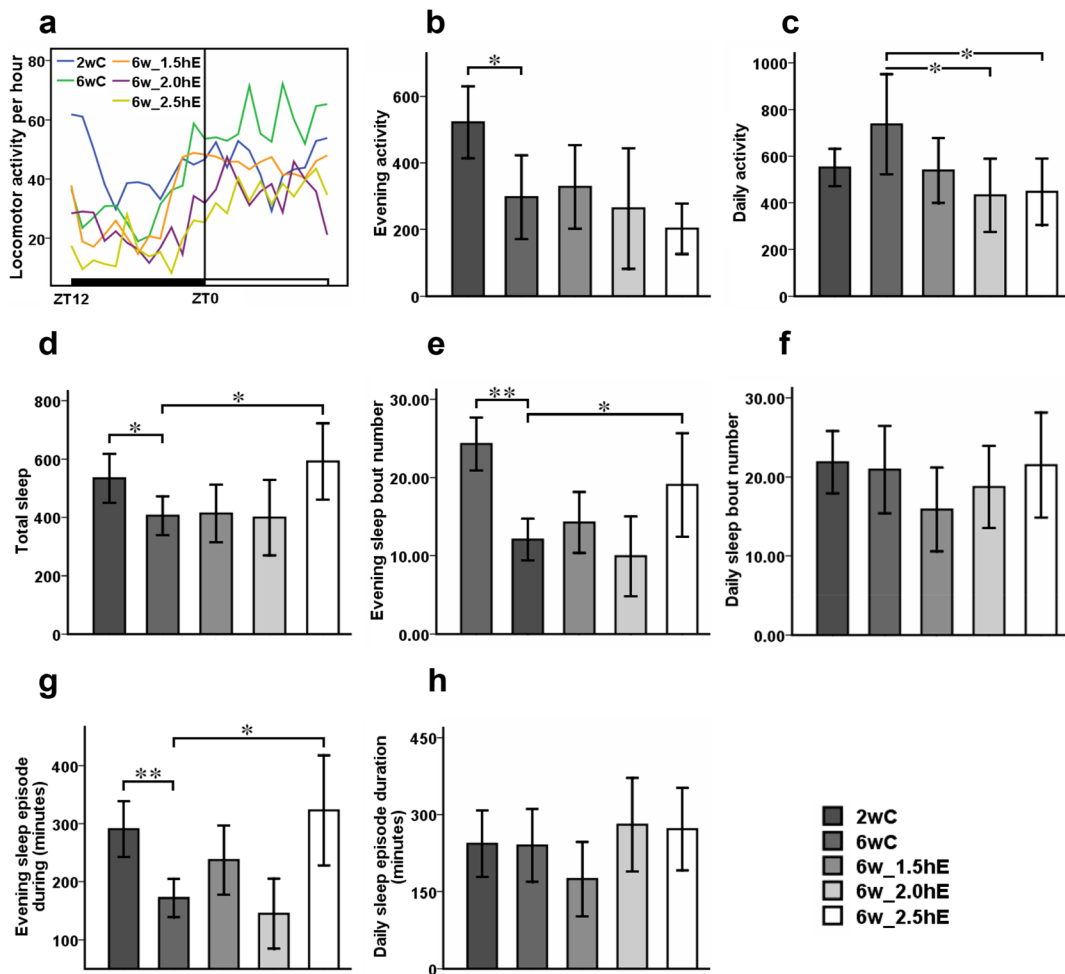 a
Locomotor activity per hour
80
60
40
20
2wC
6wC
6w_1.5hE
6w_2.0hE
6w_2.5hE
ZT12
ZT0
b
Evening activity
600
400
200
0
*
c
Daily activity
1000
800
600
400
200
0
*
*
d
Total sleep
800
600
400
200
0
*
*
e
Evening sleep bout number
30.00
20.00
10.00
0.00
**
*
f
Daily sleep bout number
30.00
20.00
10.00
0.00
g
Evening sleep episode
during (minutes)
400
300
200
100
**
*
h
Daily sleep episode duration
(minutes)
450
300
150
0
2wC
6wC
6w_1.5hE
6w_2.0hE
6w_2.5hE